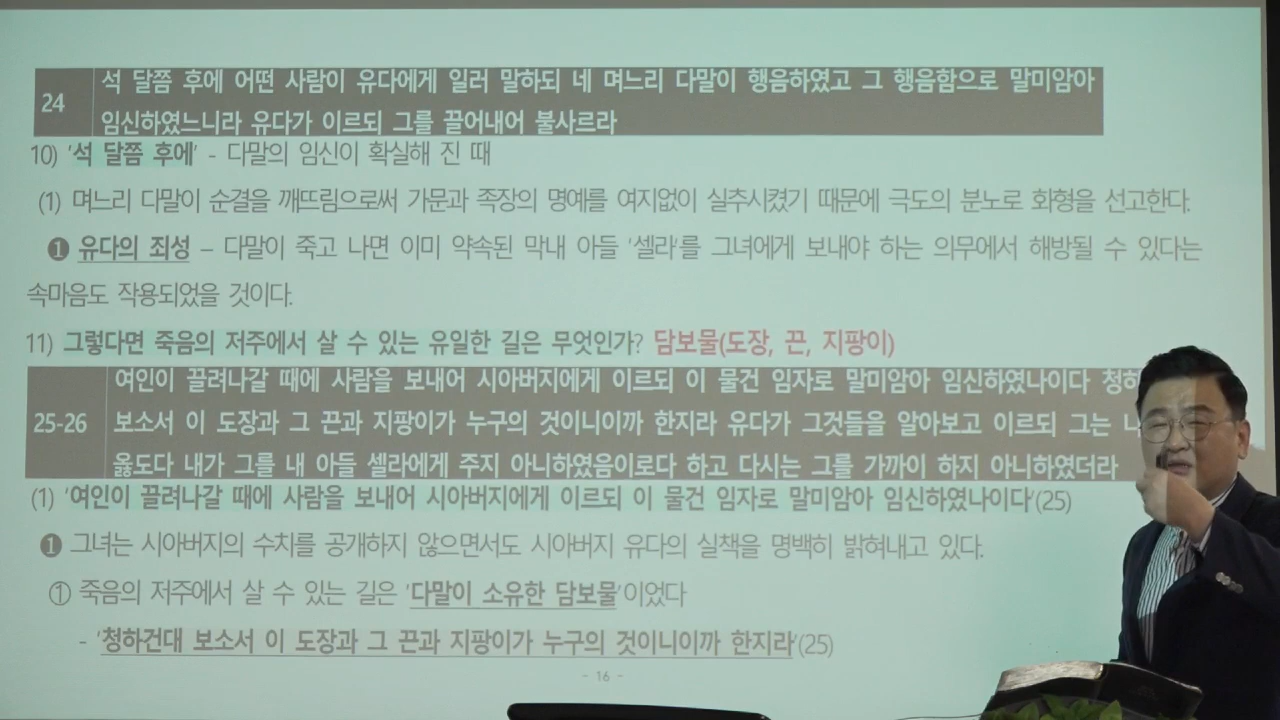 24
석 달쯤 후에 어떤 사람이 유다에게 일러 말하되 네 며느리 다말이 행음하였고 그 행음함으로 말미암아
임신하였느니라 유다가 이르되 그를 끌어내어 불사르라
10) '석 달쯤 후에' - 다말의 임신이 확실해 진 때
(1) 며느리 다말이 순결을 깨뜨림으로써 가문과 족장의 명예를 여지없이 실추시켰기 때문에 극도의 분노로 화형을 선고한다.
❶ 유다의 죄성 – 다말이 죽고 나면 이미 약속된 막내 아들 '셀라'를 그녀에게 보내야 하는 의무에서 해방될 수 있다는
속마음도 작용되었을 것이다.
11) 그렇다면 죽음의 저주에서 살 수 있는 유일한 길은 무엇인가? 담보물(도장, 끈, 지팡이)
25-26
여인이 끌려나갈 때에 사람을 보내어 시아버지에게 이르되 이 물건 임자로 말미암아 임신하였나이다 청하
보소서 이 도장과 그 끈과 지팡이가 누구의 것이니이까 한지라 유다가 그것들을 알아보고 이르되 그는
옳도다 내가 그를 내 아들 셀라에게 주지 아니하였음이로다 하고 다시는 그를 가까이 하지 아니하였더라
(1) '여인이 끌려나갈 때에 사람을 보내어 시아버지에게 이르되 이 물건 임자로 말미암아 임신하였나이다'(25)
❶ 그녀는 시아버지의 수치를 공개하지 않으면서도 시아버지 유다의 실책을 명백히 밝혀내고 있다.
① 죽음의 저주에서 살 수 있는 길은 '다말이 소유한 담보물'이었다
- '청하건대 보소서 이 도장과 그 끈과 지팡이가 누구의 것이니이까 한지라'(25)
- 16 -